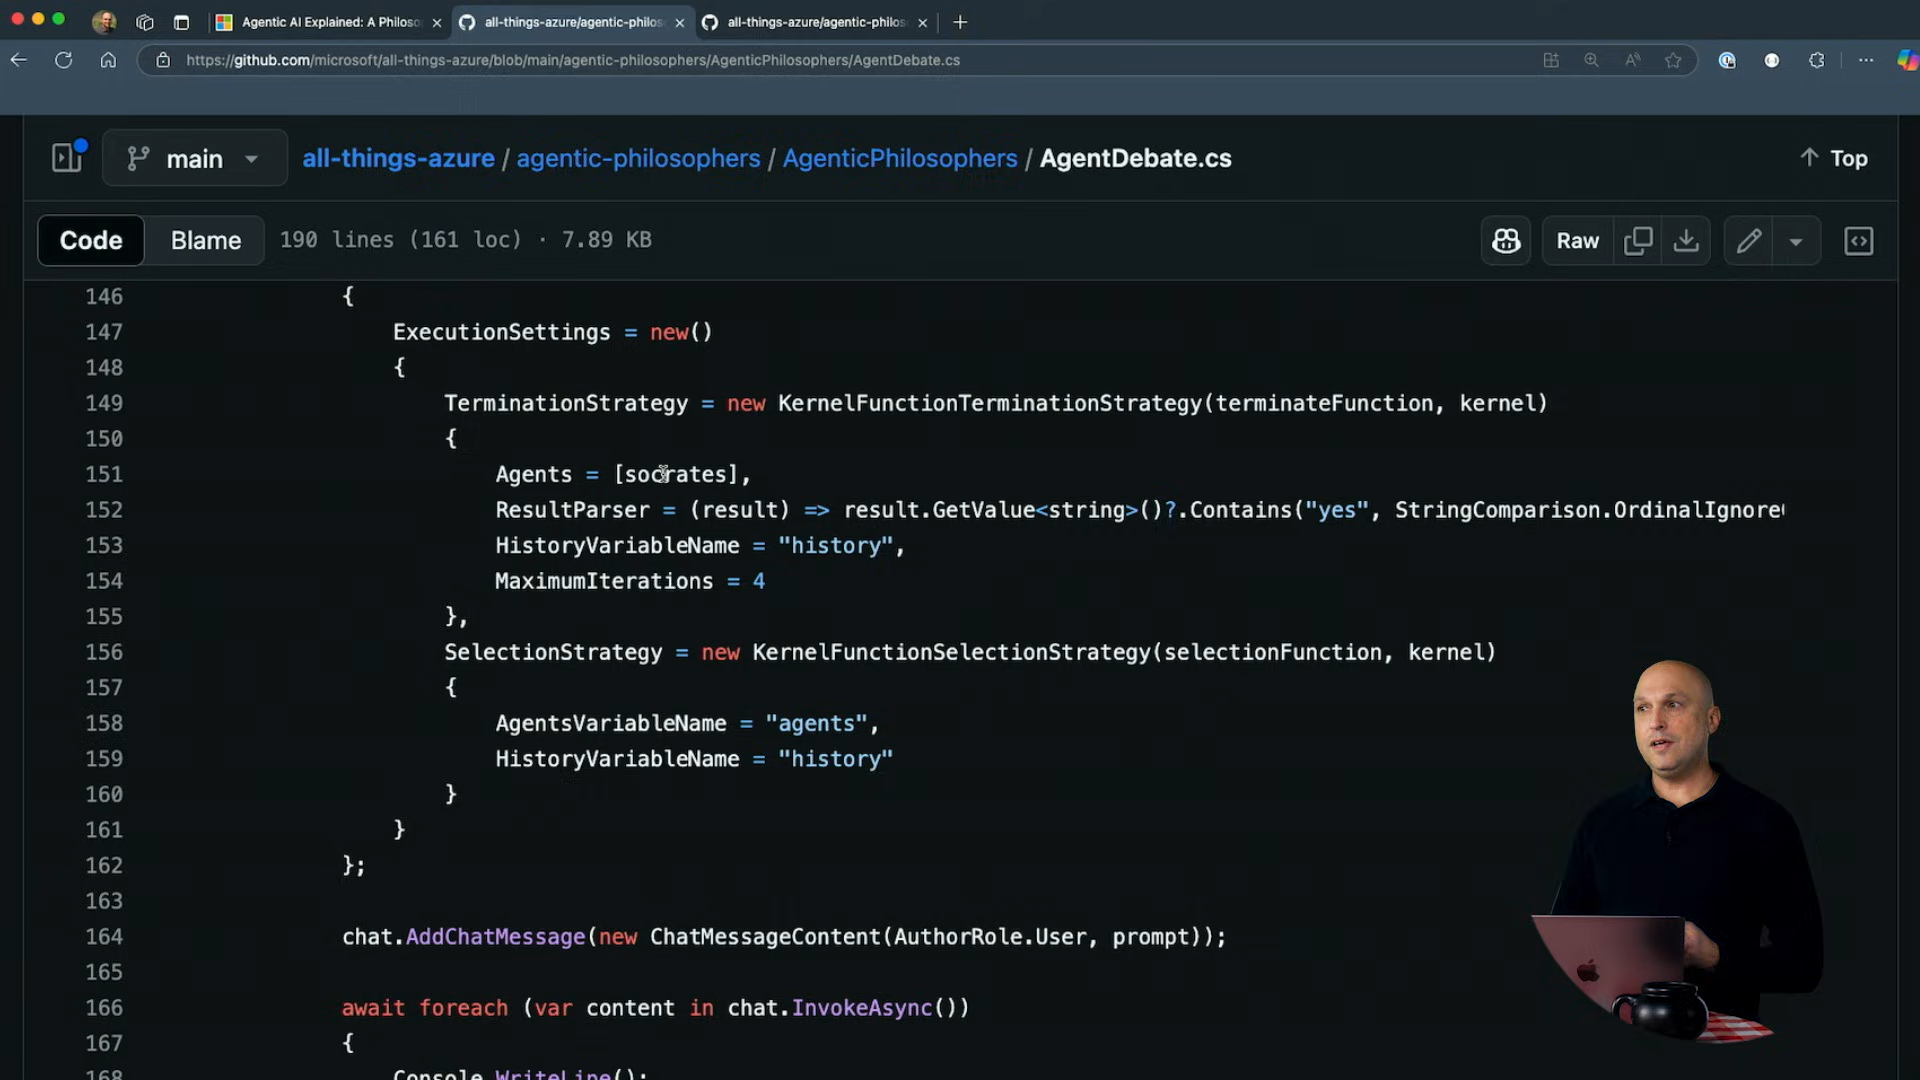 Agentic AI Explained: A Philoso
all-things-azure/agentic-philos
all-things-azure/agentic-philos
https://github.com/microsoft/all-things-azure/blob/main/agentic-philosophers/AgenticPhilosophers/AgentDebate.cs
main
all-things-azure / agentic-philosophers / AgenticPhilosophers / AgentDebate.cs
Top
Code
Blame
190 lines (161 loc) · 7.89 KB
Raw
146 {
147 ExecutionSettings = new()
148 {
149 TerminationStrategy = new KernelFunctionTerminationStrategy(terminateFunction, kernel)
150 {
151 Agents = [socrates],
152 ResultParser = (result) => result.GetValue<string>()?.Contains("yes", StringComparison.OrdinalIgnore
153 HistoryVariableName = "history",
154 MaximumIterations = 4
155 },
156 SelectionStrategy = new KernelFunctionSelectionStrategy(selectionFunction, kernel)
157 {
158 AgentsVariableName = "agents",
159 HistoryVariableName = "history"
160 }
161 }
162 };
163
164 chat.AddChatMessage(new ChatMessageContent(AuthorRole.User, prompt));
165
166 await foreach (var content in chat.InvokeAsync())
167 {
168 Console.WriteLine();